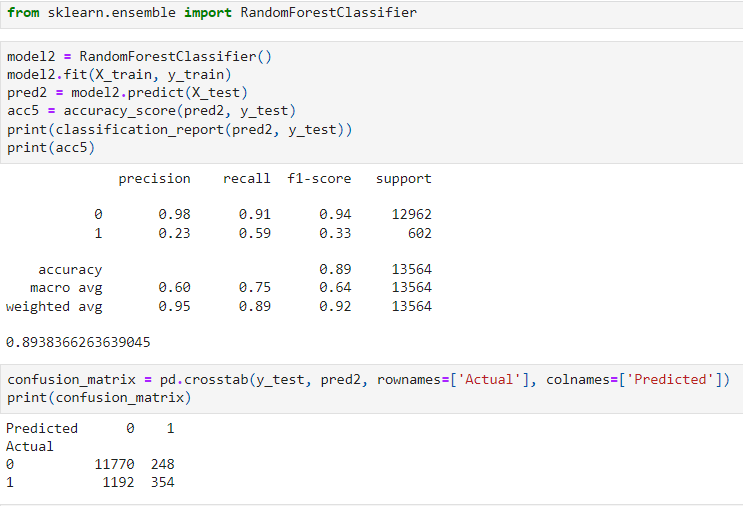 from sklearn.ensemble import RandomForestClassifier
model2 = RandomForestClassifier()
model2.fit(X_train, y_train)
pred2 = model2.predict(X_test)
acc5 = accuracy_score(pred2, y_test)
print(classification_report(pred2, y_test))
print(acc5)
precision recall f1-score support
0 0.98 0.91 0.94 12962
1 0.23 0.59 0.33 602
accuracy 0.89 13564
macro avg 0.60 0.75 0.64 13564
weighted avg 0.95 0.89 0.92 13564
0.8938366263639045
confusion_matrix = pd.crosstab(y_test, pred2, rownames=['Actual'], colnames=['Predicted'])
print(confusion_matrix)
Predicted 0 1
Actual
0 11770 248
1 1192 354